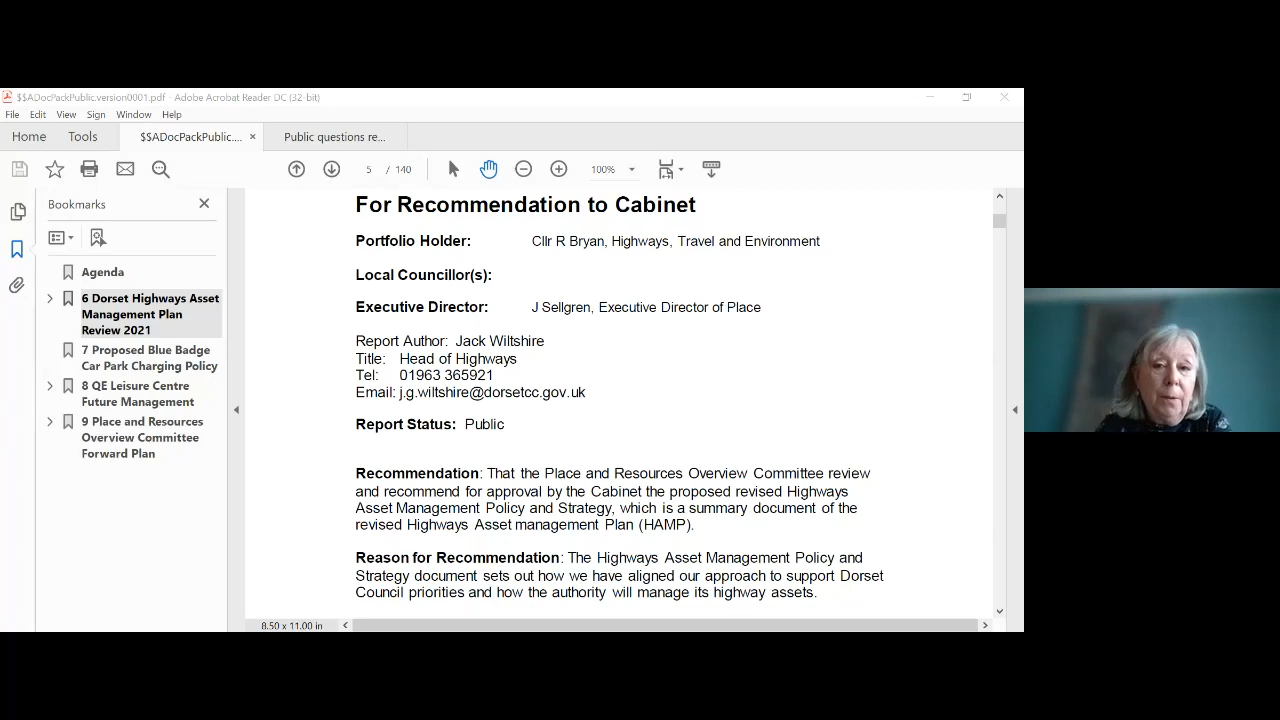 $$ADocPackPublic.version0001.pdf - Adobe Acrobat Reader DC (32-bit)
File Edit View Sign Window Help
Home Tools $$ADocPackPublic.... × Public questions re...
5 / 140 100%
Bookmarks
Agenda
6 Dorset Highways Asset
Management Plan
Review 2021
7 Proposed Blue Badge
Car Park Charging Policy
8 QE Leisure Centre
Future Management
9 Place and Resources
Overview Committee
Forward Plan
For Recommendation to Cabinet
Portfolio Holder: Cllr R Bryan, Highways, Travel and Environment
Local Councillor(s):
Executive Director: J Sellgren, Executive Director of Place
Report Author: Jack Wiltshire
Title: Head of Highways
Tel: 01963 365921
Email: j.g.wiltshire@dorsetcc.gov.uk
Report Status: Public
Recommendation: That the Place and Resources Overview Committee review
and recommend for approval by the Cabinet the proposed revised Highways
Asset Management Policy and Strategy, which is a summary document of the
revised Highways Asset management Plan (HAMP).
Reason for Recommendation: The Highways Asset Management Policy and
Strategy document sets out how we have aligned our approach to support Dorset
Council priorities and how the authority will manage its highway assets.
8.50 x 11.00 in